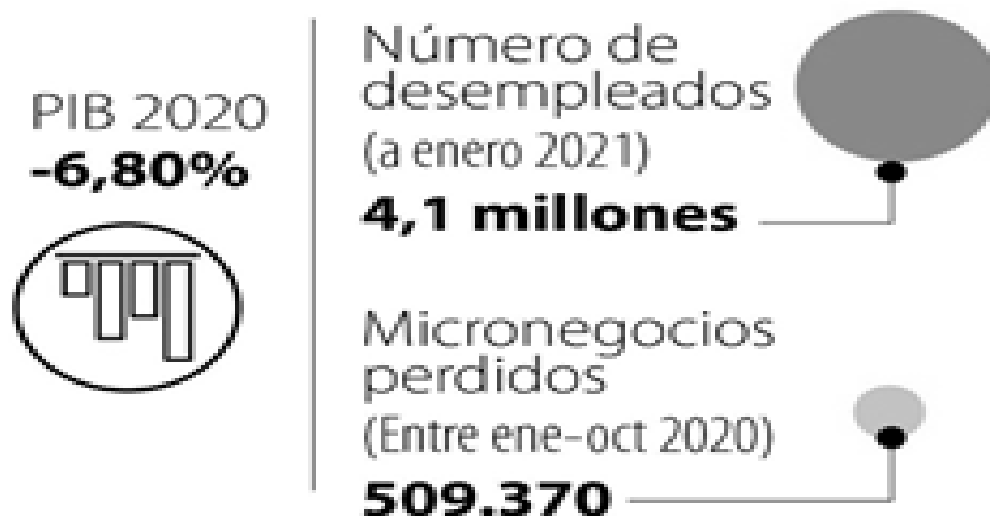 PIB 2020
-6,80%
Número de
desempleados
(a enero 2021)
4,1 millones
Micronegocios
perdidos
(Entre ene-oct 2020)
509.370